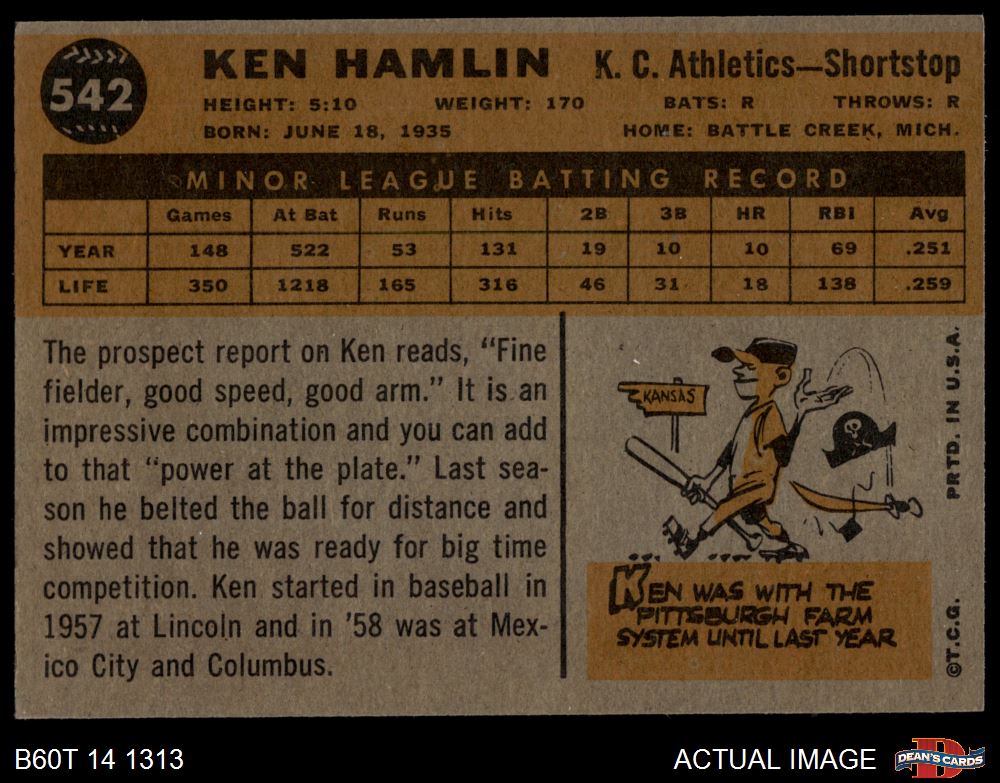 542
KEN HAMLIN K. C. Athletics—Shortstop
HEIGHT: 5:10 WEIGHT: 170 BATS: R THROWS: R
BORN: JUNE 18, 1935 HOME: BATTLE CREEK, MICH.
MINOR LEAGUE BATTING RECORD
Games At Bat Runs Hits 2B 3B HR RBI Avg
YEAR 148 522 53 131 19 10 10 69 .251
LIFE 350 1218 165 316 46 31 18 138 .259
The prospect report on Ken reads, “Fine
fielder, good speed, good arm.” It is an
impressive combination and you can add
to that “power at the plate.” Last sea-
son he belted the ball for distance and
showed that he was ready for big time
competition. Ken started in baseball in
1957 at Lincoln and in '58 was at Mex-
ico City and Columbus.
KANSAS
KEN WAS WITH THE
PITTSBURGH FARM
SYSTEM UNTIL LAST YEAR
©T.C.G. PRTD. IN U.S.A.
B60T 14 1313 ACTUAL IMAGE
D
DEAN'S CARDS